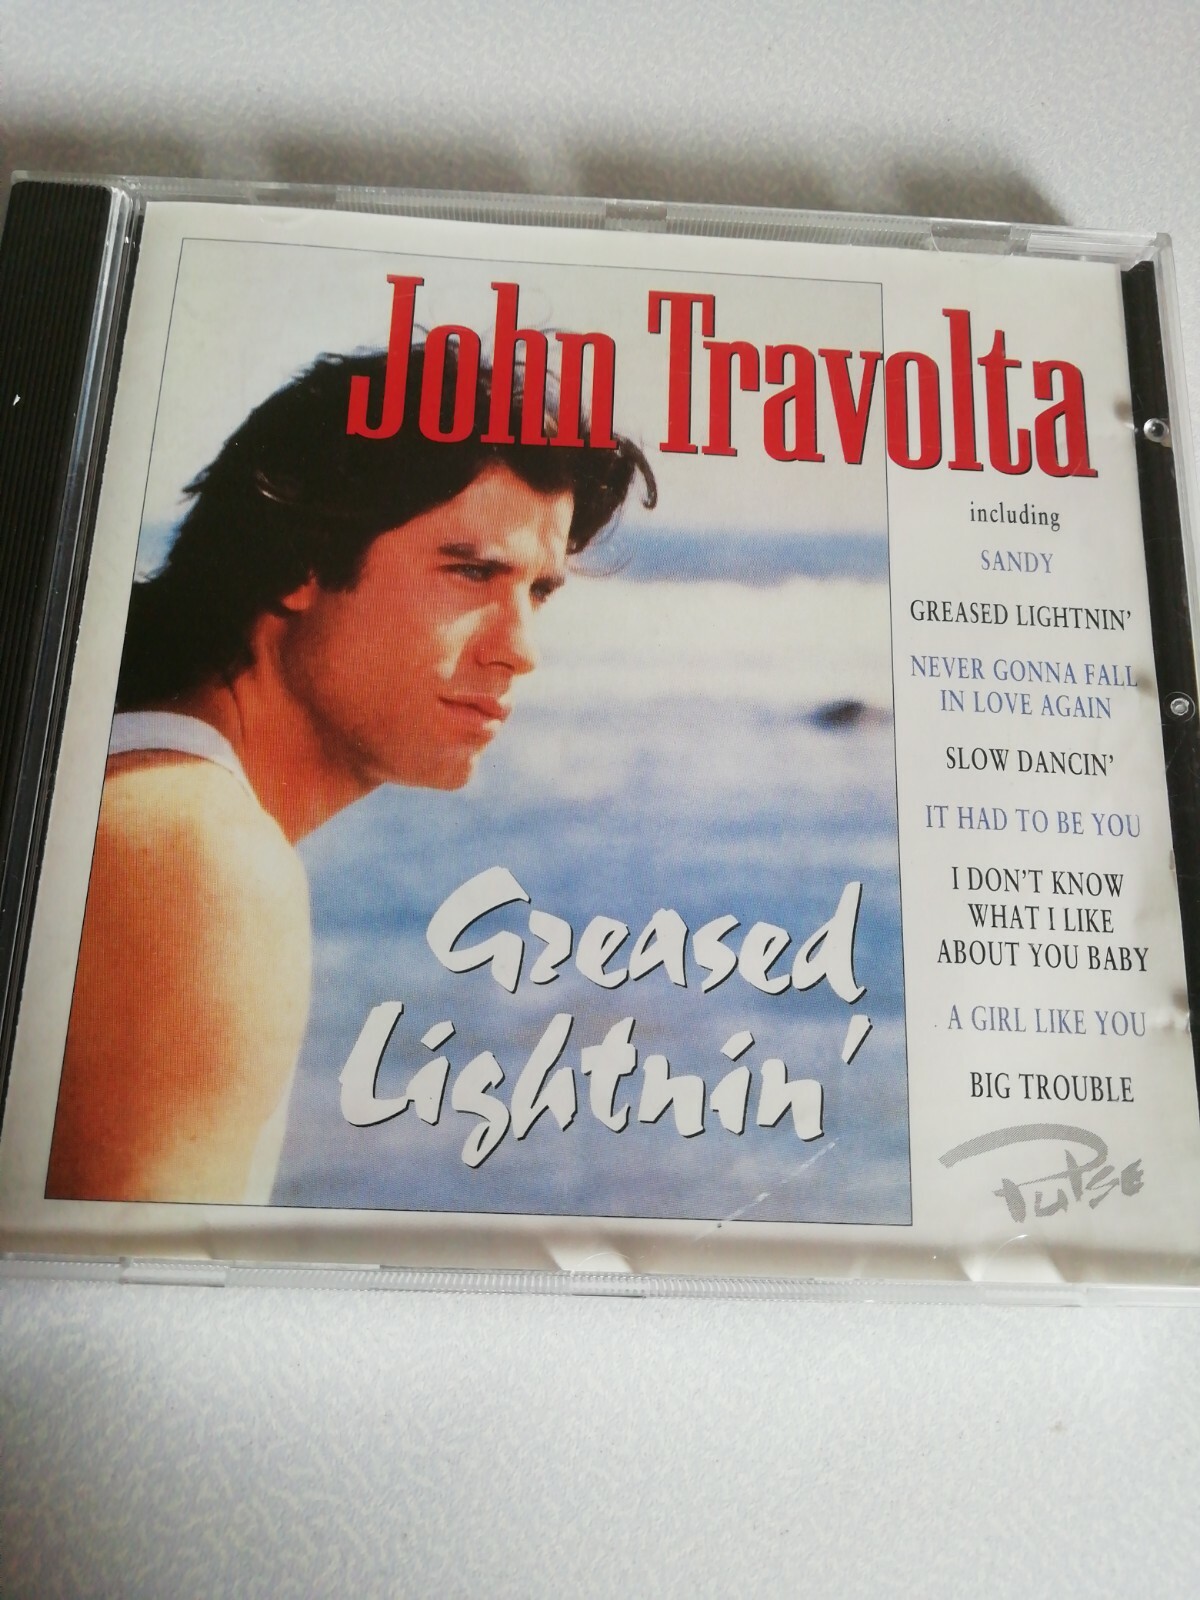 John Travolta
including
SANDY
GREASED LIGHTNIN'
NEVER GONNA FALL
IN LOVE AGAIN
SLOW DANCIN'
IT HAD TO BE YOU
I DON'T KNOW
WHAT I LIKE
ABOUT YOU BABY
A GIRL LIKE YOU
BIG TROUBLE
Greased
Lightnin'
PULSE